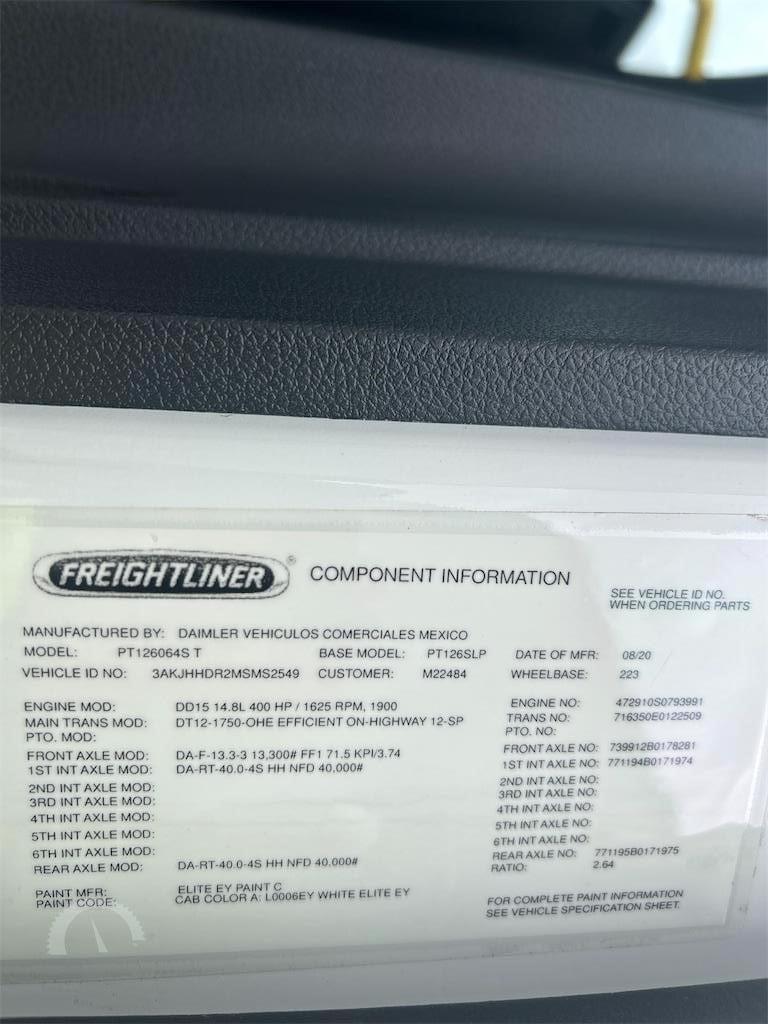 FREIGHTLINER ® COMPONENT INFORMATION
SEE VEHICLE ID NO.
WHEN ORDERING PARTS
MANUFACTURED BY: DAIMLER VEHICULOS COMERCIALES MEXICO
MODEL: PT126064S T BASE MODEL: PT126SLP DATE OF MFR: 08/20
VEHICLE ID NO: 3AKJHHDR2MSMS2549 CUSTOMER: M22484 WHEELBASE: 223
ENGINE MOD: DD15 14.8L 400 HP / 1625 RPM, 1900 ENGINE NO: 472910S0793991
MAIN TRANS MOD: DT12-1750-OHE EFFICIENT ON-HIGHWAY 12-SP TRANS NO: 716350E0122509
PTO. MOD: PTO. NO:
FRONT AXLE MOD: DA-F-13.3-3 13,300# FF1 71.5 KPI/3.74 FRONT AXLE NO: 739912B0178281
1ST INT AXLE MOD: DA-RT-40.0-4S HH NFD 40,000# 1ST INT AXLE NO: 771194B0171974
2ND INT AXLE MOD: 2ND INT AXLE NO:
3RD INT AXLE MOD: 3RD INT AXLE NO:
4TH INT AXLE MOD: 4TH INT AXLE NO:
5TH INT AXLE MOD: 5TH INT AXLE NO:
6TH INT AXLE MOD: 6TH INT AXLE NO:
REAR AXLE MOD: DA-RT-40.0-4S HH NFD 40,000# REAR AXLE NO: 771195B0171975
RATIO: 2.64
PAINT MFR: ELITE EY PAINT C
PAINT CODE: CAB COLOR A: L0006EY WHITE ELITE EY
FOR COMPLETE PAINT INFORMATION
SEE VEHICLE SPECIFICATION SHEET.